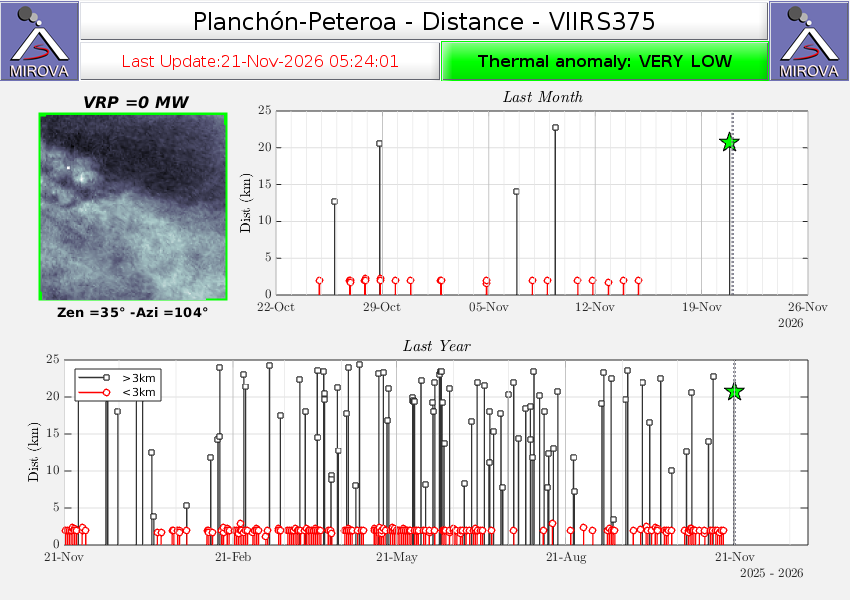 Planchón-Peteroa - Distance - VIIRS375
MIROVA
Last Update:21-Nov-2026 05:24:01
Thermal anomaly: VERY LOW
MIROVA
VRP =0 MW
Zen =35° -Azi =104°
Last Month
Dist (km)
25
20
15
10
5
0
22-Oct
29-Oct
05-Nov
12-Nov
19-Nov
26-Nov
2026
Last Year
Dist (km)
25
20
15
10
5
0
>3km
<3km
21-Nov
21-Feb
21-May
21-Aug
21-Nov
2025 - 2026